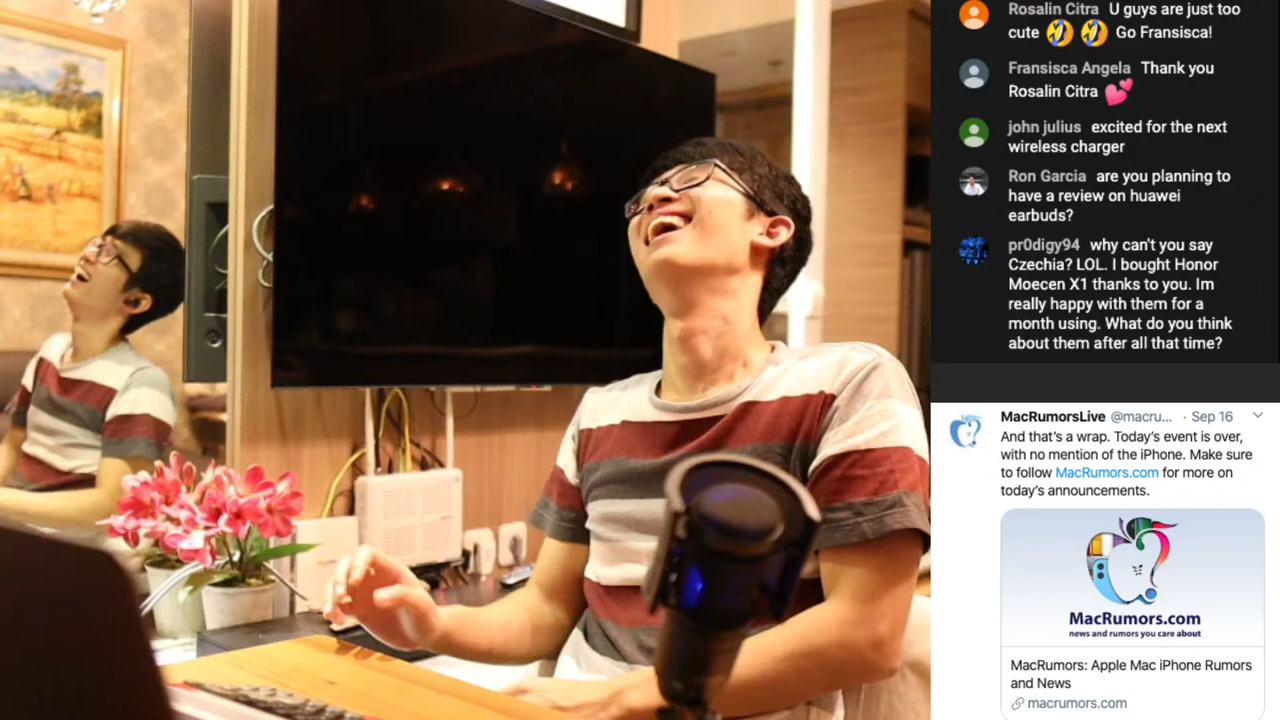 Rosalin Citra U guys are just too
cute 🤣 🤣 Go Fransisca!
Fransisca Angela Thank you
Rosalin Citra 💕
john julius excited for the next
wireless charger
Ron Garcia are you planning to
have a review on huawei
earbuds?
pr0digy94 why can't you say
Czechia? LOL. I bought Honor
Moecen X1 thanks to you. Im
really happy with them for a
month using. What do you think
about them after all that time?
MacRumorsLive @macru... · Sep 16
And that's a wrap. Today's event is over,
with no mention of the iPhone. Make sure
to follow MacRumors.com for more on
today's announcements.
MacRumors.com
news and rumors you care about
MacRumors: Apple Mac iPhone Rumors
and News
macrumors.com